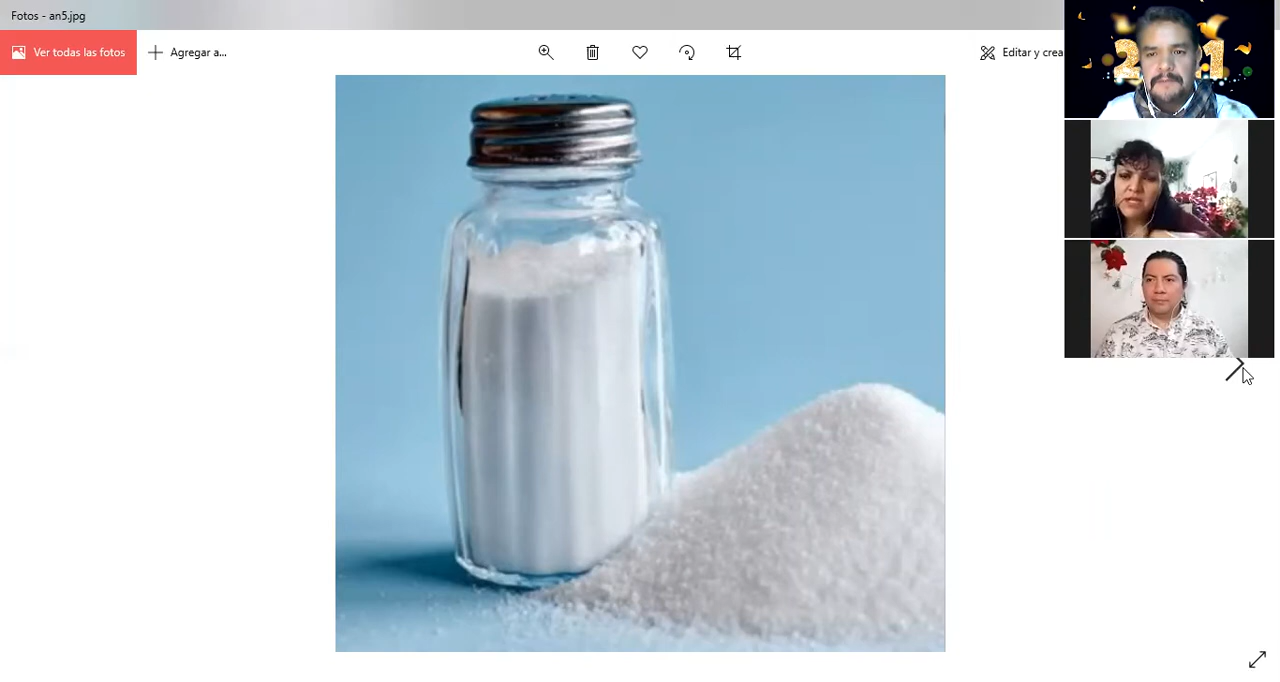 Fotos - an5.jpg
Ver todas las fotos
Agregar a...
Editar y crea